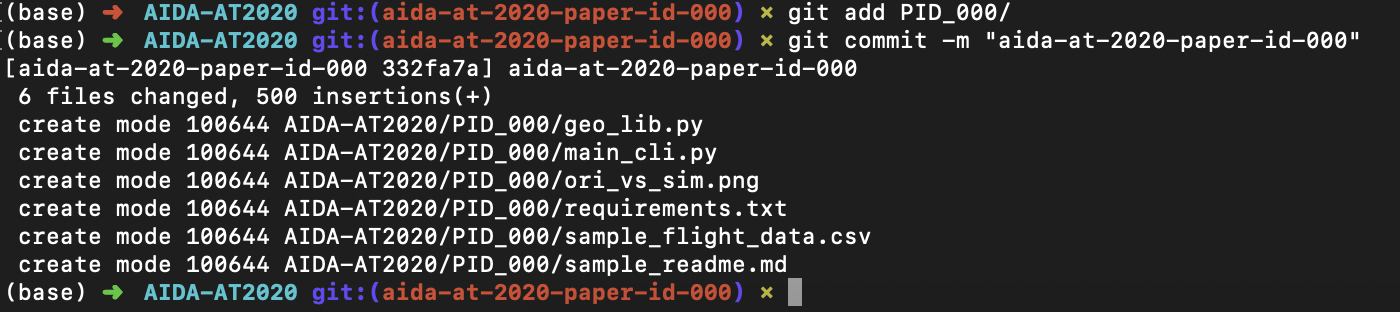 (base) ➜ AIDA-AT2020 git:(aida-at-2020-paper-id-000) ✗ git add PID_000/
(base) ➜ AIDA-AT2020 git:(aida-at-2020-paper-id-000) ✗ git commit -m "aida-at-2020-paper-id-000"
[aida-at-2020-paper-id-000 332fa7a] aida-at-2020-paper-id-000
 6 files changed, 500 insertions(+)
 create mode 100644 AIDA-AT2020/PID_000/geo_lib.py
 create mode 100644 AIDA-AT2020/PID_000/main_cli.py
 create mode 100644 AIDA-AT2020/PID_000/ori_vs_sim.png
 create mode 100644 AIDA-AT2020/PID_000/requirements.txt
 create mode 100644 AIDA-AT2020/PID_000/sample_flight_data.csv
 create mode 100644 AIDA-AT2020/PID_000/sample_readme.md
(base) ➜ AIDA-AT2020 git:(aida-at-2020-paper-id-000) ✗